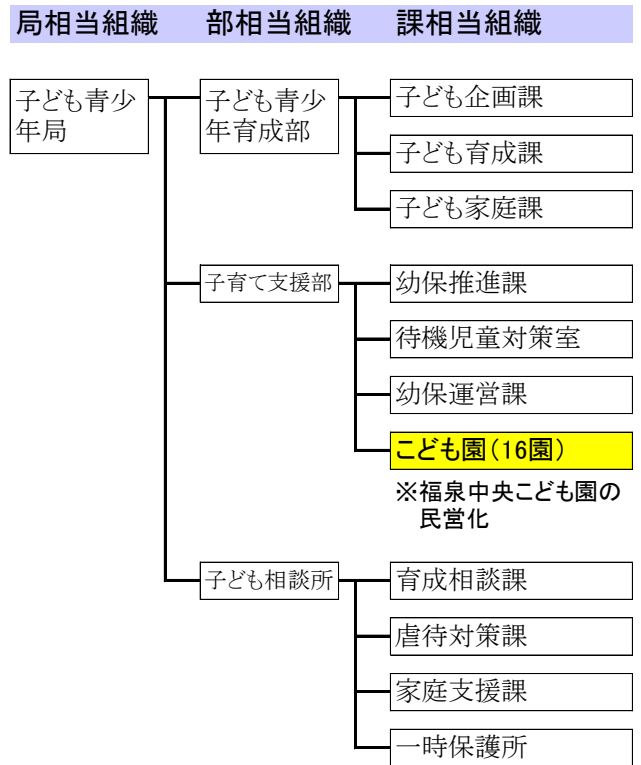 局相当組織 部相当組織 課相当組織
子ども青少
年局
子ども青少
年育成部
子ども企画課
子ども育成課
子ども家庭課
子育て支援部
幼保推進課
待機児童対策室
幼保運営課
こども園（16園）
※福泉中央こども園の
民営化
子ども相談所
育成相談課
虐待対策課
家庭支援課
一時保護所